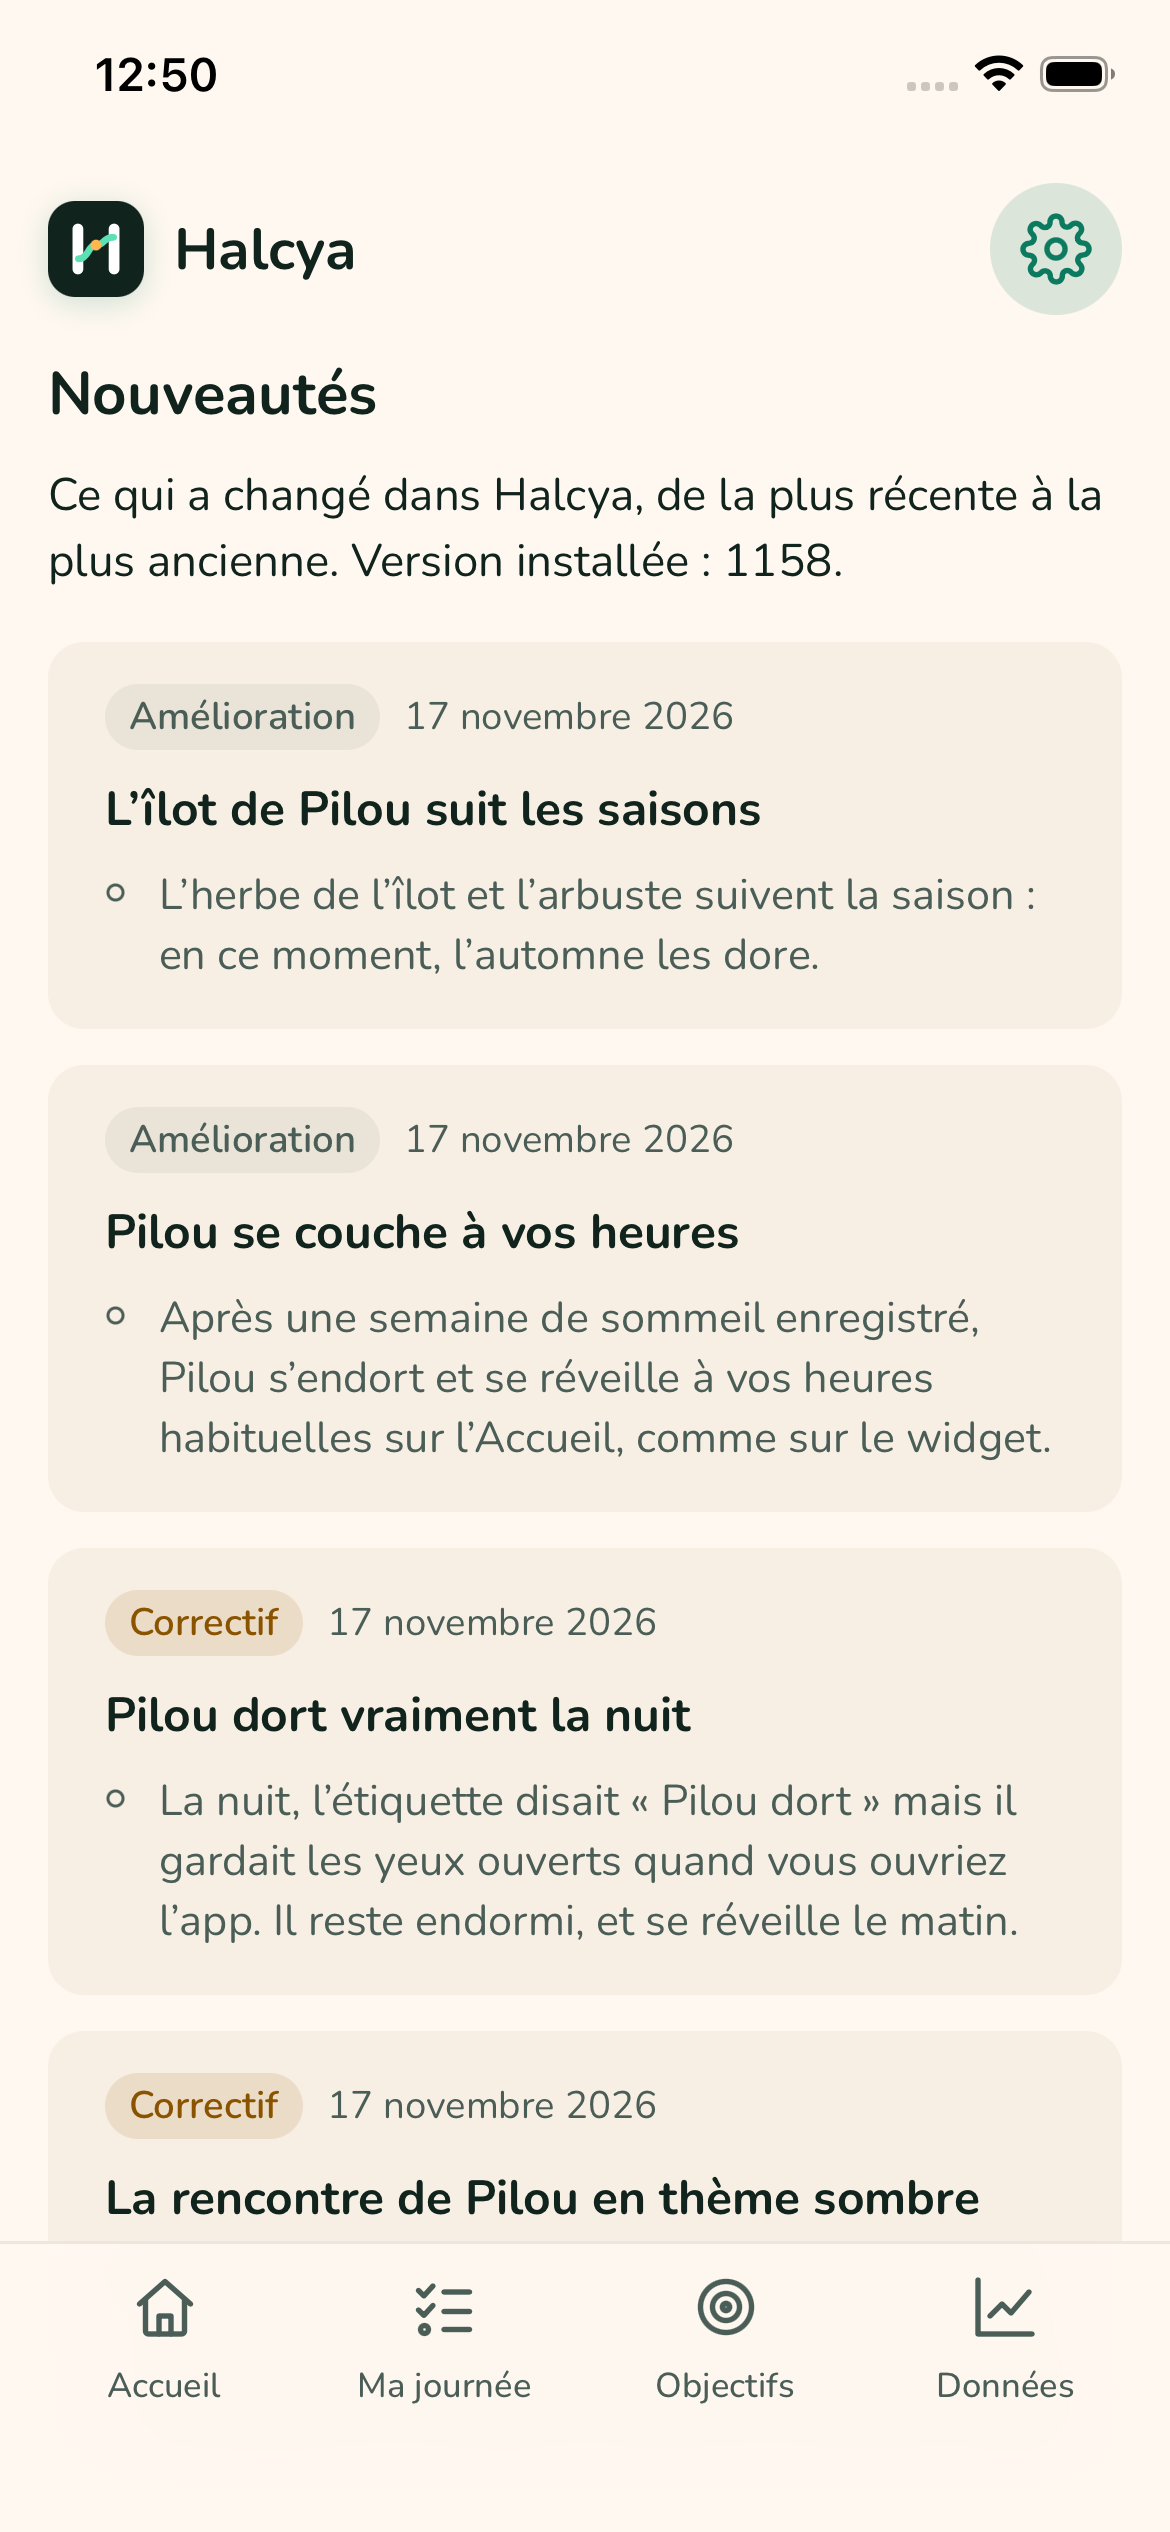 12:50
Halcya
Nouveautés
Ce qui a changé dans Halcya, de la plus récente à la
plus ancienne. Version installée : 1158.
Amélioration 17 novembre 2026
L’îlot de Pilou suit les saisons
L’herbe de l’îlot et l’arbuste suivent la saison :
en ce moment, l’automne les dore.
Amélioration 17 novembre 2026
Pilou se couche à vos heures
Après une semaine de sommeil enregistré,
Pilou s’endort et se réveille à vos heures
habituelles sur l’Accueil, comme sur le widget.
Correctif 17 novembre 2026
Pilou dort vraiment la nuit
La nuit, l’étiquette disait « Pilou dort » mais il
gardait les yeux ouverts quand vous ouvriez
l’app. Il reste endormi, et se réveille le matin.
Correctif 17 novembre 2026
La rencontre de Pilou en thème sombre
Accueil Ma journée Objectifs Données